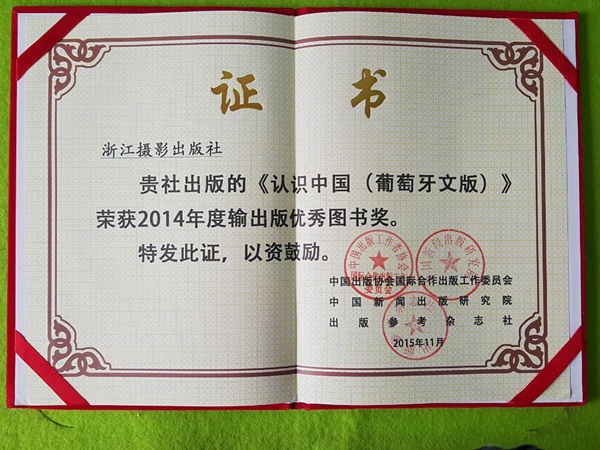 证 书
浙江摄影出版社
贵社出版的《认识中国（葡萄牙文版）》
荣获2014年度输出版优秀图书奖。
特发此证，以资鼓励。
中国出版协会国际合作出版工作委员会
中国新闻出版研究院
出版参考杂志社
2015年11月